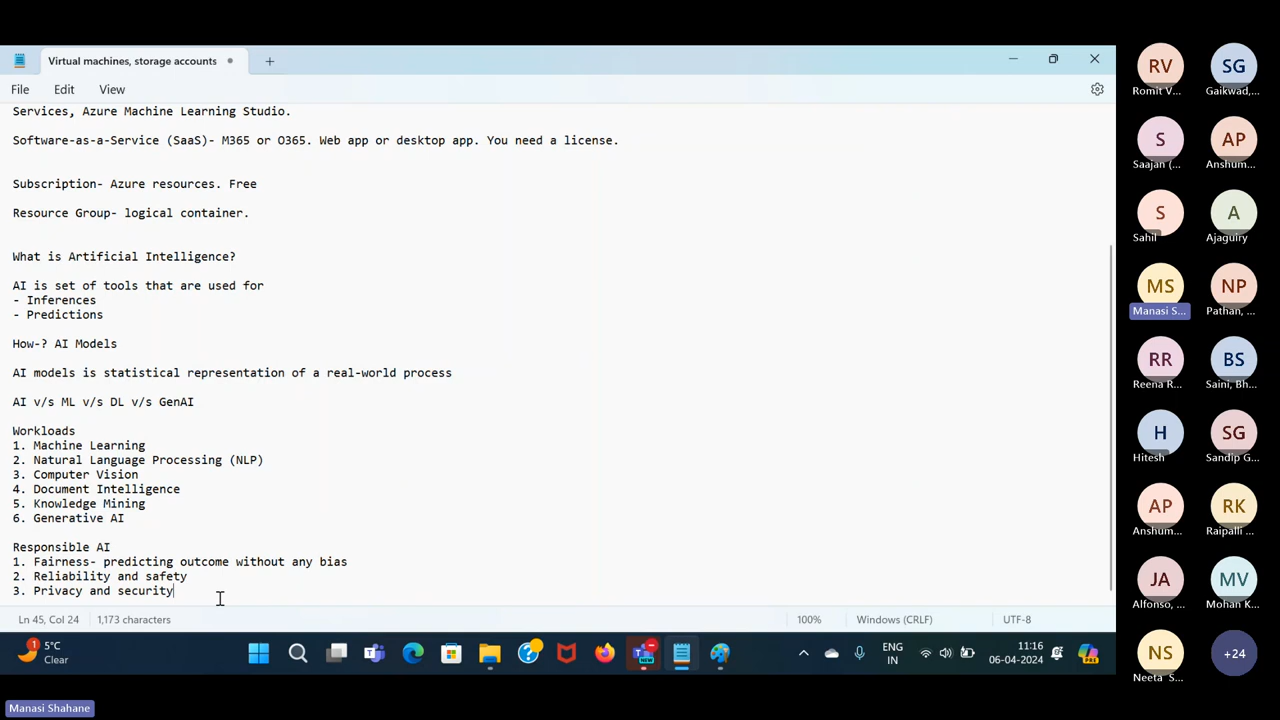 Virtual machines, storage accounts
File Edit View
Services, Azure Machine Learning Studio.
Software-as-a-Service (SaaS)- M365 or O365. Web app or desktop app. You need a license.
Subscription- Azure resources. Free
Resource Group- logical container.
What is Artificial Intelligence?
AI is set of tools that are used for
- Inferences
- Predictions
How-? AI Models
AI models is statistical representation of a real-world process
AI v/s ML v/s DL v/s GenAI
Workloads
1. Machine Learning
2. Natural Language Processing (NLP)
3. Computer Vision
4. Document Intelligence
5. Knowledge Mining
6. Generative AI
Responsible AI
1. Fairness- predicting outcome without any bias
2. Reliability and safety
3. Privacy and security
Ln 45, Col 24 1,173 characters 100% Windows (CRLF) UTF-8
1
5°C
Clear
NEW
ENG
IN
11:16
06-04-2024
PRE
Manasi Shahane
RV SG
Romit V... Gaikwad,...
S AP
Saajan (... Anshum...
S A
Sahil Ajaguiry
MS NP
Manasi S... Pathan, ...
RR BS
Reena R... Saini, Bh...
H SG
Hitesh Sandip G...
AP RK
Anshum... Raipalli ...
JA MV
Alfonso, ... Mohan K...
NS +24
Neeta S...